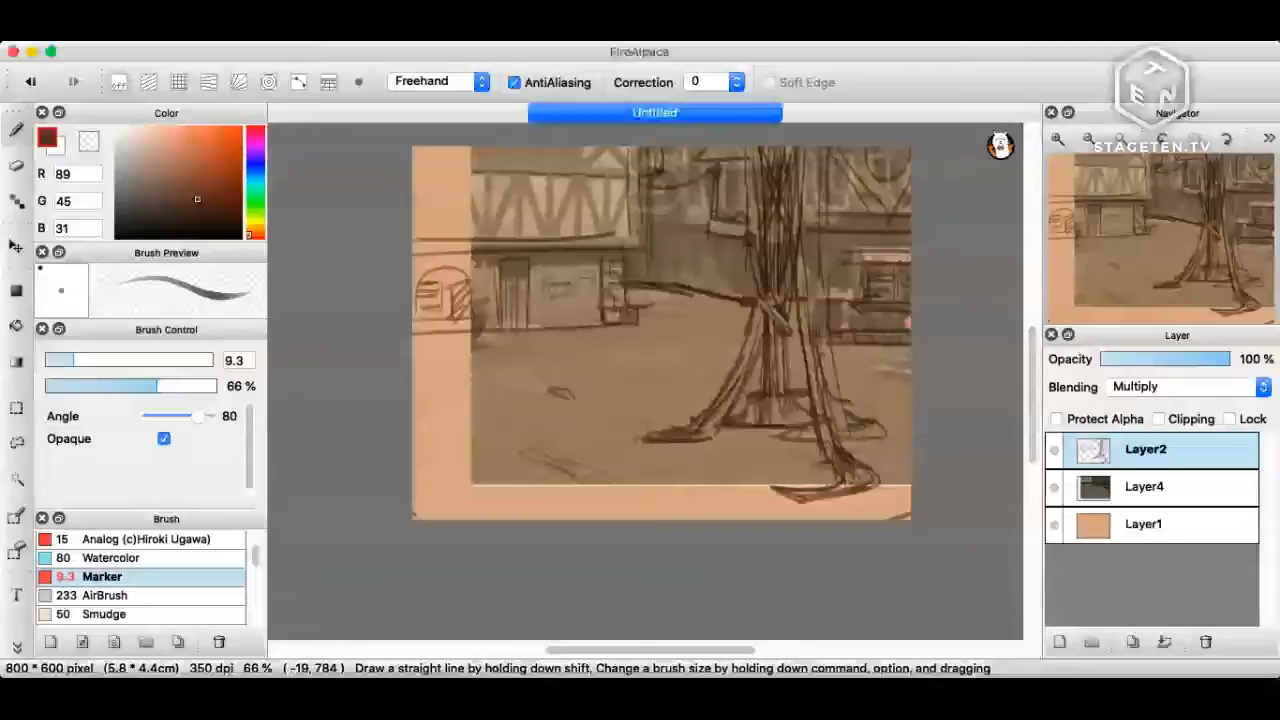 FireAlpaca
TEN
STAGETEN.TV
off
Freehand
AntiAliasing
Correction
0
Soft Edge
Color
Untitled
Navigator
R 89
G 45
B 31
Brush Preview
Brush Control
9.3
66 %
Angle 80
Opaque
Brush
15 Analog (c)Hiroki Ugawa)
80 Watercolor
9.3 Marker
233 AirBrush
50 Smudge
Layer
Opacity 100 %
Blending Multiply
Protect Alpha Clipping Lock
Layer2
Layer4
Layer1
T
800 * 600 pixel (5.8 * 4.4cm) 350 dpi 66 % (-19, 784 ) Draw a straight line by holding down shift, Change a brush size by holding down command, option, and dragging